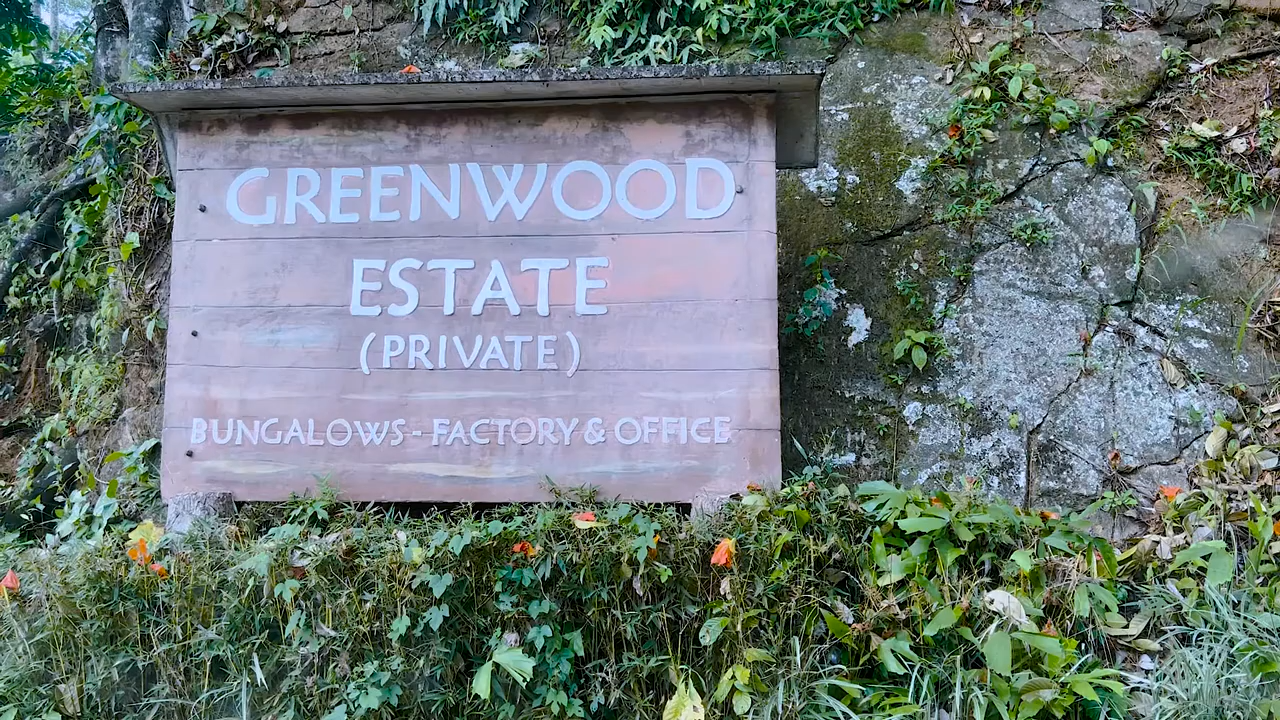 GREENWOOD
ESTATE
(PRIVATE)
BUNGALOWS - FACTORY & OFFICE